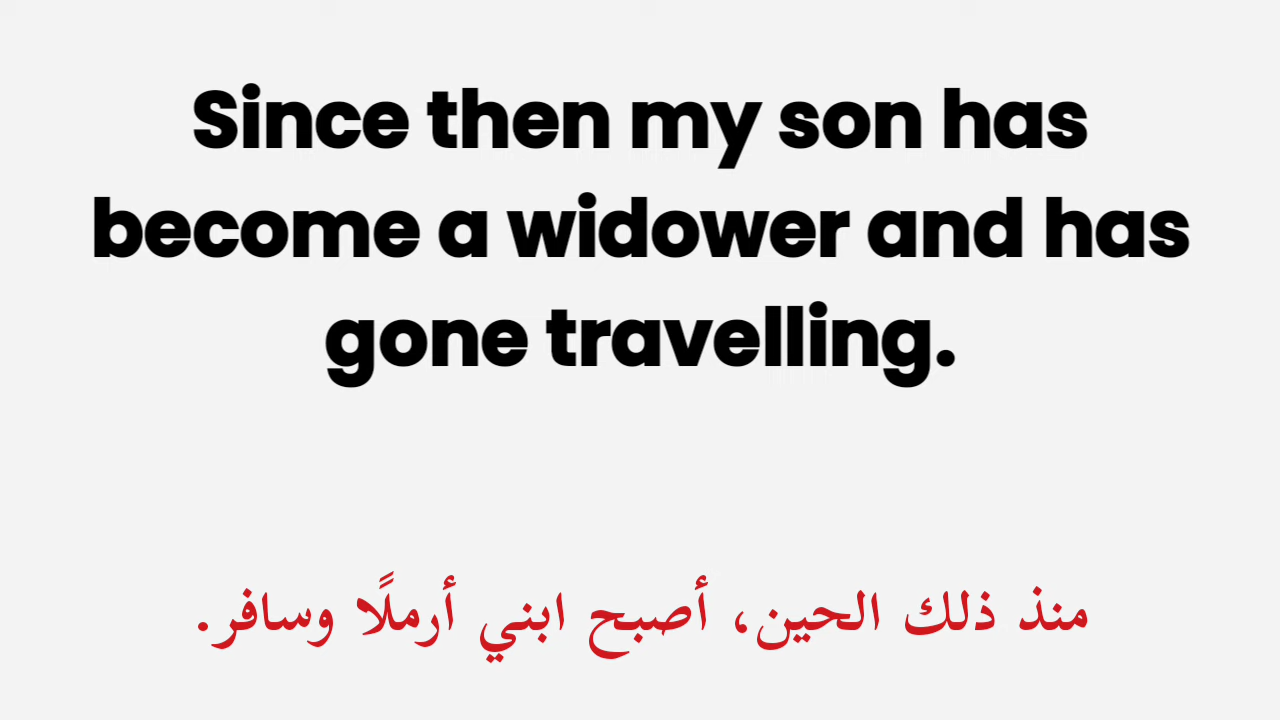 Since then my son has
become a widower and has
gone travelling.
منذ ذلك الحين، أصبح ابني أرملًا وسافر.